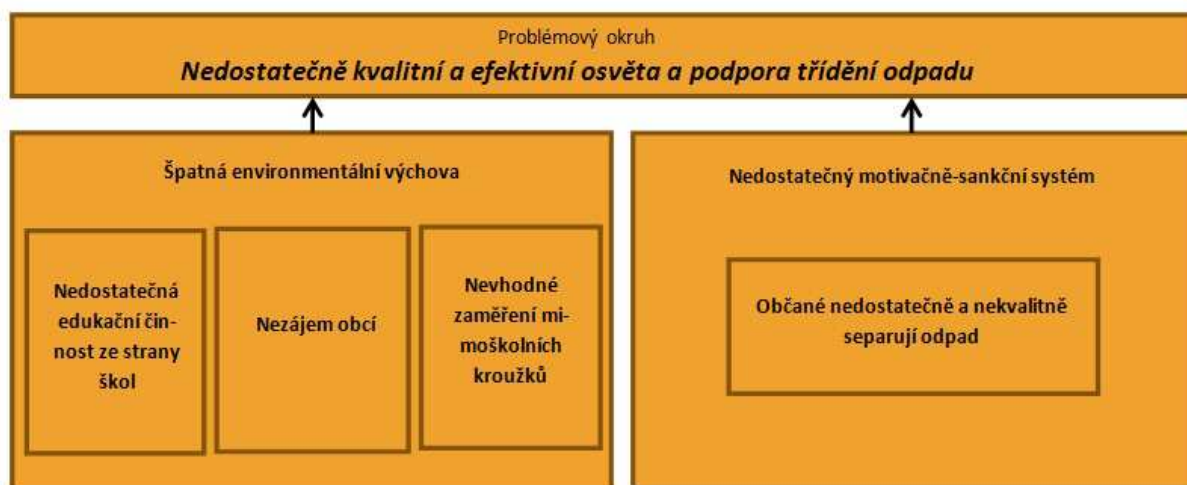 Problémový okruh
Nedostatečně kvalitní a efektivní osvěta a podpora třídění odpadu
Špatná environmentální výchova
Nedostatečná
edukační čin-
nost ze strany
škol
Nezájem obcí
Nevhodné
zaměření mi-
moškolních
kroužků
Nedostatečný motivačně-sankční systém
Občané nedostatečně a nekvalitně
separují odpad